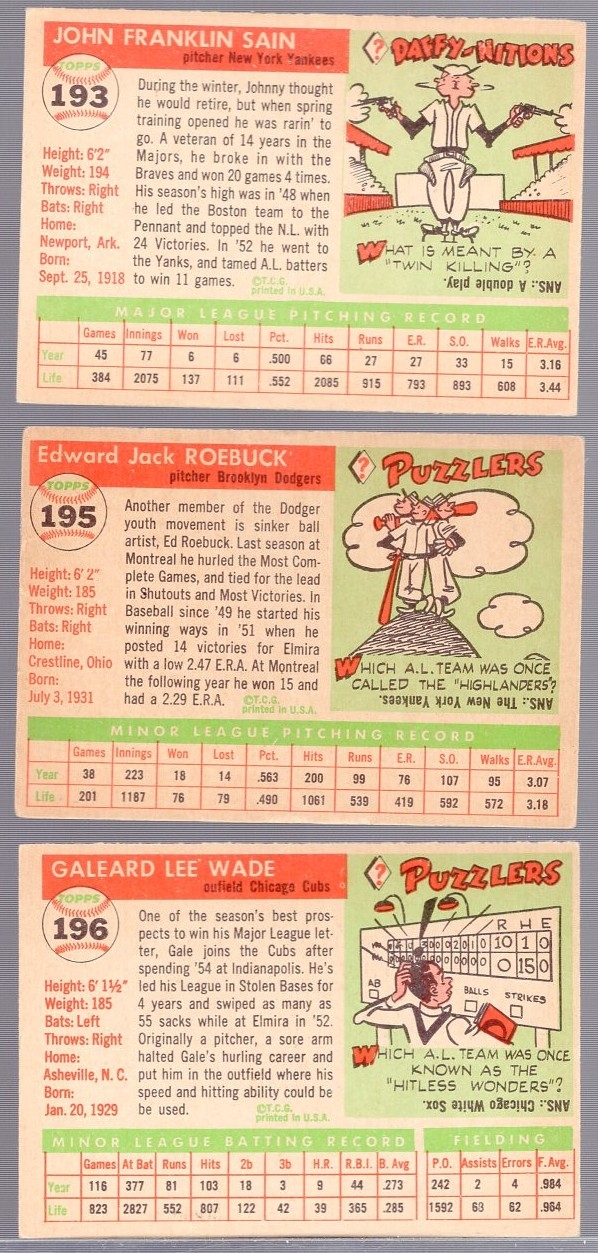 JOHN FRANKLIN SAIN
pitcher New York Yankees
TOPPS
193
Height: 6'2"
Weight: 194
Throws: Right
Bats: Right
Home:
Newport, Ark.
Born:
Sept. 25, 1918
During the winter, Johnny thought
he would retire, but when spring
training opened he was rarin' to
go. A veteran of 14 years in the
Majors, he broke in with the
Braves and won 20 games 4 times.
His season's high was in '48 when
he led the Boston team to the
Pennant and topped the N.L. with
24 Victories. In '52 he went to
the Yanks, and tamed A.L. batters
to win 11 games.
©T.C.G.
printed in U.S.A.
? DAFFY-NITIONS
WHAT IS MEANT BY A
"TWIN KILLING"?
ANS.: A double play.
MAJOR LEAGUE PITCHING RECORD
Games Innings Won Lost Pct. Hits Runs E.R. S.O. Walks E.R.Avg.
Year 45 77 6 6 .500 66 27 27 33 15 3.16
Life 384 2075 137 111 .552 2085 915 793 893 608 3.44
Edward Jack ROEBUCK
pitcher Brooklyn Dodgers
TOPPS
195
Height: 6' 2"
Weight: 185
Throws: Right
Bats: Right
Home:
Crestline, Ohio
Born:
July 3, 1931
Another member of the Dodger
youth movement is sinker ball
artist, Ed Roebuck. Last season at
Montreal he hurled the Most Com-
plete Games, and tied for the lead
in Shutouts and Most Victories. In
Baseball since '49 he started his
winning ways in '51 when he
posted 14 victories for Elmira
with a low 2.47 E.R.A. At Montreal
the following year he won 15 and
had a 2.29 E.R.A.
©T.C.G.
printed in U.S.A.
? PUZZLERS
WHICH A.L. TEAM WAS ONCE
CALLED THE "HIGHLANDERS"?
ANS.: The New York Yankees.
MINOR LEAGUE PITCHING RECORD
Games Innings Won Lost Pct. Hits Runs E.R. S.O. Walks E.R.Avg.
Year 38 223 18 14 .563 200 99 76 107 95 3.07
Life 201 1187 76 79 .490 1061 539 419 592 572 3.18
GALEARD LEE WADE
oufield Chicago Cubs
TOPPS
196
Height: 6' 1½"
Weight: 185
Bats: Left
Throws: Right
Home:
Asheville, N. C.
Born:
Jan. 20, 1929
One of the season's best pros-
pects to win his Major League let-
ter, Gale joins the Cubs after
spending '54 at Indianapolis. He's
led his League in Stolen Bases for
4 years and swiped as many as
55 sacks while at Elmira in '52.
Originally a pitcher, a sore arm
halted Gale's hurling career and
put him in the outfield where his
speed and hitting ability could be
be used.
©T.C.G.
printed in U.S.A.
? PUZZLERS
R H E
10 1 0
0 15 0
AB
BALLS
STRIKES
WHICH A.L. TEAM WAS ONCE
KNOWN AS THE
"HITLESS WONDERS"?
ANS.: Chicago White Sox.
MINOR LEAGUE BATTING RECORD
Games At Bat Runs Hits 2b 3b H.R. R.B.I. B. Avg
Year 116 377 81 103 18 3 9 44 .273
Life 823 2827 552 807 122 42 39 365 .285
FIELDING
P.O. Assists Errors F. Avg.
242 2 4 .984
1592 63 62 .964